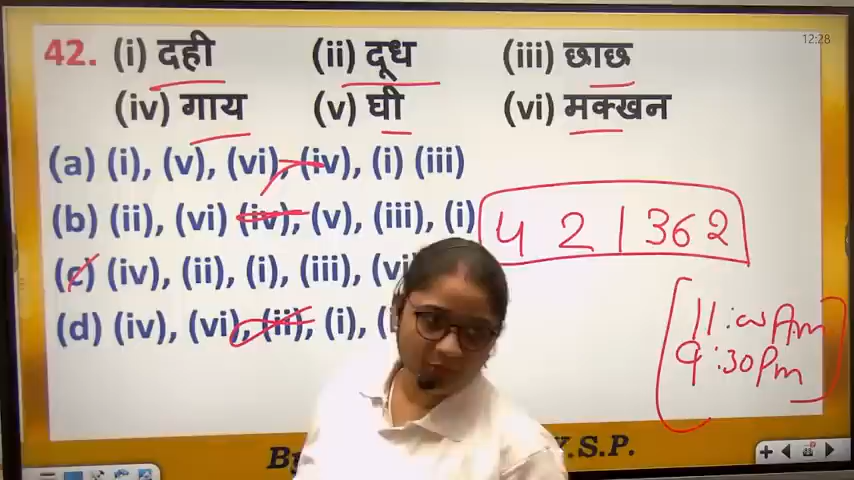 42. (i) दही (ii) दूध (iii) छाछ
12:28
(iv) गाय (v) घी (vi) मक्खन
(a) (i), (v), (vi), (iv), (i) (iii)
(b) (ii), (vi) (iv), (v), (iii), (i)
4 2 1 3 6 2
(c) (iv), (ii), (i), (iii), (vi
(d) (iv), (vi), (ii), (i),
11:00 Am
9:30 Pm
Y.S.P.